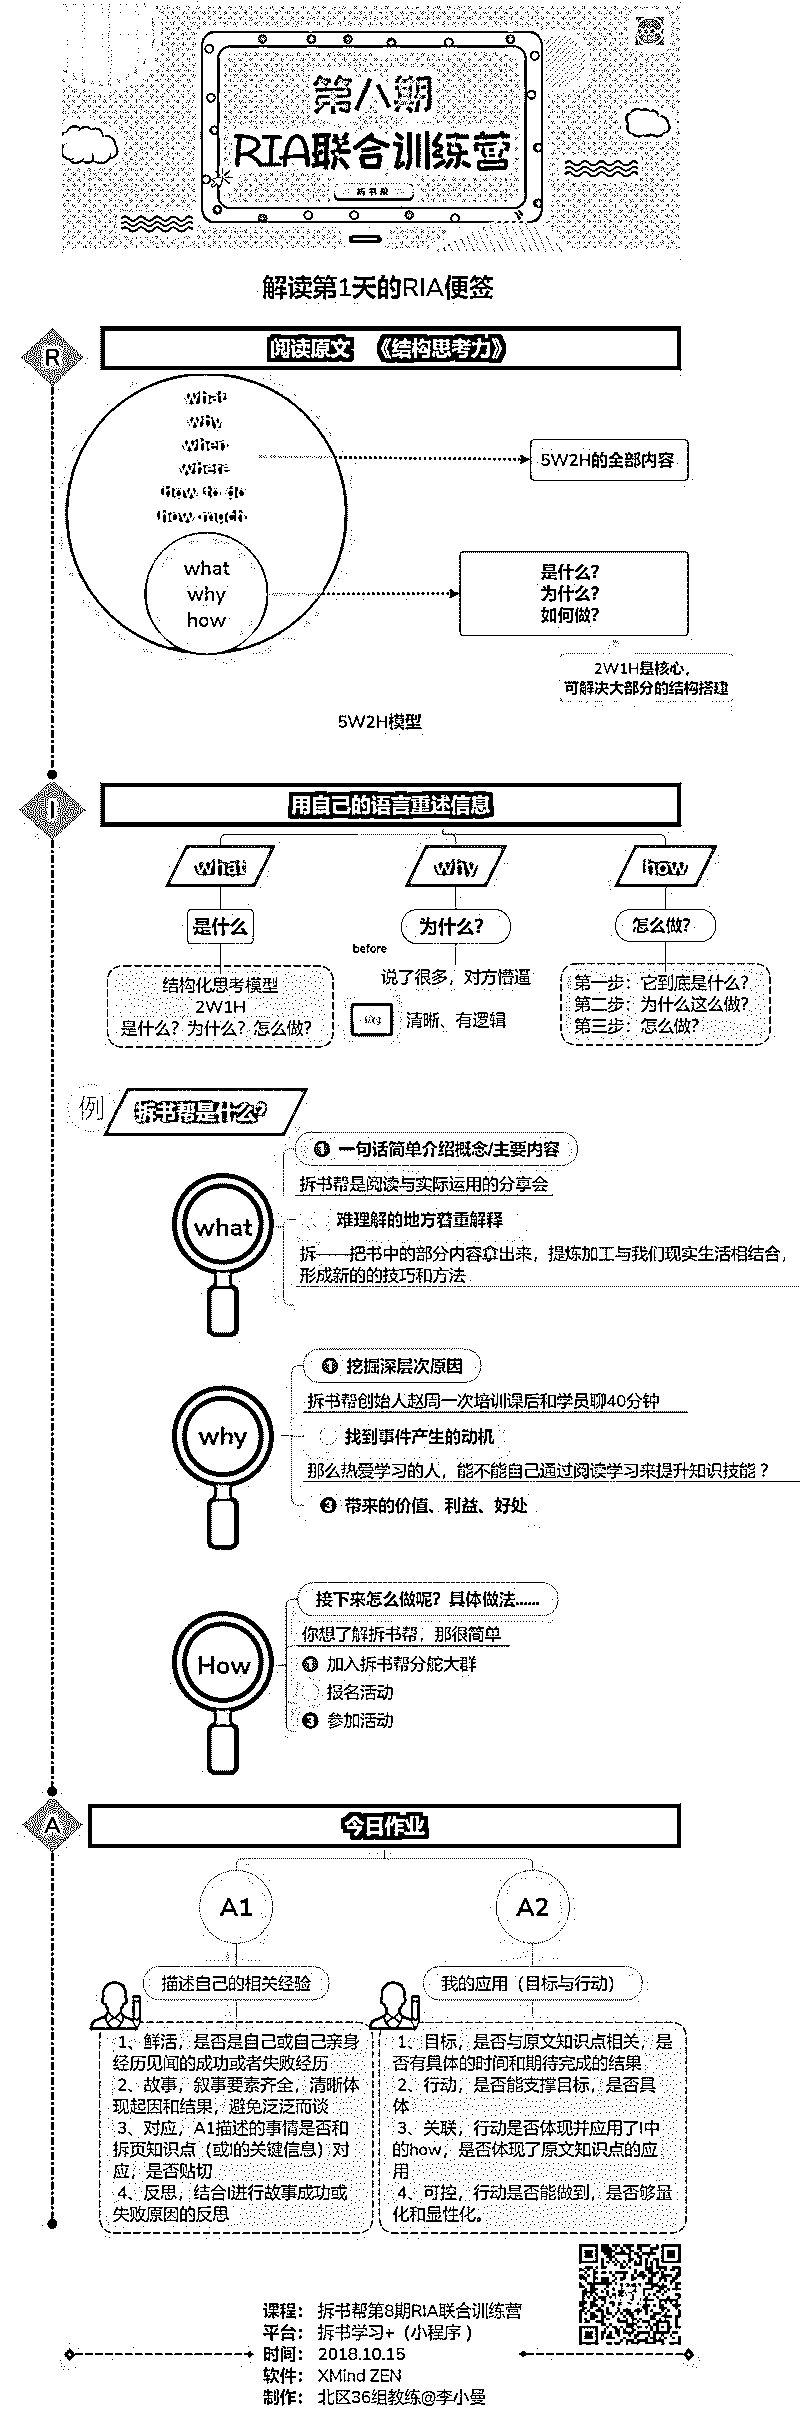 第八期
RIA联合训练营
拆书帮
解读第1天的RIA便签
R
阅读原文 《结构思考力》
what
why
when
where
how to do
how much
5W2H的全部内容
what
why
how
是什么？
为什么？
如何做？
2W1H是核心，
可解决大部分的结构搭建
5W2H模型
I
用自己的语言重述信息
what
why
how
是什么
为什么？
怎么做？
before
说了很多，对方懵逼
结构化思考模型
2W1H
是什么？为什么？怎么做？
清晰、有逻辑
第一步：它到底是什么？
第二步：为什么这么做？
第三步：怎么做？
例
拆书帮是什么？
what
1 一句话简单介绍概念/主要内容
拆书帮是阅读与实际运用的分享会
难理解的地方着重解释
拆——把书中的部分内容拿出来，提炼加工与我们现实生活相结合，
形成新的的技巧和方法
why
1 挖掘深层次原因
拆书帮创始人赵周一次培训课后和学员聊40分钟
找到事件产生的动机
那么热爱学习的人，能不能自己通过阅读学习来提升知识技能？
3 带来的价值、利益、好处
How
接下来怎么做呢？具体做法......
你想了解拆书帮，那很简单
1 加入拆书帮分舵大群
报名活动
3 参加活动
A
今日作业
A1
A2
描述自己的相关经验
我的应用（目标与行动）
1、鲜活，是否是自己或自己亲身
经历见闻的成功或者失败经历
2、故事，叙事要素齐全，清晰体
现起因和结果，避免泛泛而谈
3、对应，A1描述的事情是否和
拆页知识点（或I的关键信息）对
应，是否贴切
4、反思，结合I进行故事成功或
失败原因的反思
1、目标，是否与原文知识点相关，是
否有具体的时间和期待完成的结果
2、行动，是否能支撑目标，是否具
体
3、关联，行动是否体现并应用了I中
的how，是否体现了原文知识点的应
用
4、可控，行动是否能做到，是否够量
化和显性化。
课程： 拆书帮第8期RIA联合训练营
平台： 拆书学习+（小程序）
时间： 2018.10.15
软件： XMind ZEN
制作： 北区36组教练@李小曼